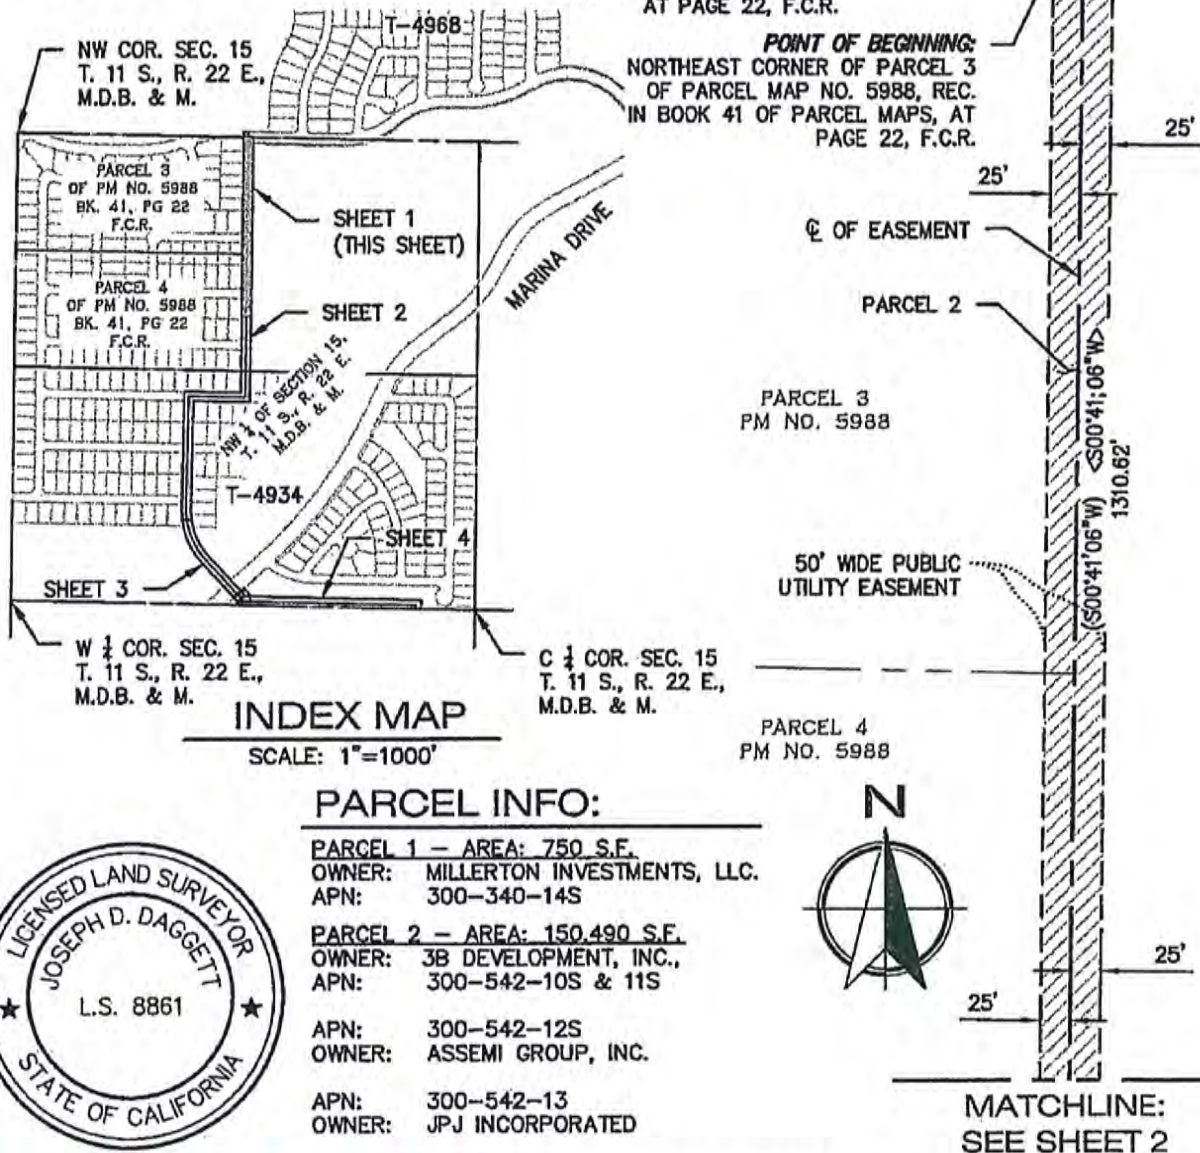 T-4968
NW COR. SEC. 15
T. 11 S., R. 22 E.,
M.D.B. & M.
PARCEL 3
OF PM NO. 5988
BK. 41, PG 22
F.C.R.
SHEET 1
(THIS SHEET)
MARINA DRIVE
PARCEL 4
OF PM NO. 5988
BK. 41, PG 22
F.C.R.
SHEET 2
NW ¼ OF SECTION 15,
T. 11 S., R. 22 E.
M.D.B. & M.
T-4934
SHEET 4
SHEET 3
W ¼ COR. SEC. 15
T. 11 S., R. 22 E.,
M.D.B. & M.
C ¼ COR. SEC. 15
T. 11 S., R. 22 E.,
M.D.B. & M.
INDEX MAP
SCALE: 1"=1000'
AT PAGE 22, F.C.R.
POINT OF BEGINNING:
NORTHEAST CORNER OF PARCEL 3
OF PARCEL MAP NO. 5988, REC.
IN BOOK 41 OF PARCEL MAPS, AT
PAGE 22, F.C.R.
25'
25'
℄ OF EASEMENT
PARCEL 2
PARCEL 3
PM NO. 5988
<S00°41;06"W>
(S00°41'06"W)
1310.62'
50' WIDE PUBLIC
UTILITY EASEMENT
PARCEL 4
PM NO. 5988
N
25'
25'
MATCHLINE:
SEE SHEET 2
PARCEL INFO:
PARCEL 1 – AREA: 750 S.F.
OWNER: MILLERTON INVESTMENTS, LLC.
APN: 300-340-14S
PARCEL 2 – AREA: 150.490 S.F.
OWNER: 3B DEVELOPMENT, INC.,
APN: 300-542-10S & 11S
APN: 300-542-12S
OWNER: ASSEMI GROUP, INC.
APN: 300-542-13
OWNER: JPJ INCORPORATED
LICENSED LAND SURVEYOR
JOSEPH D. DAGGETT
L.S. 8861
STATE OF CALIFORNIA